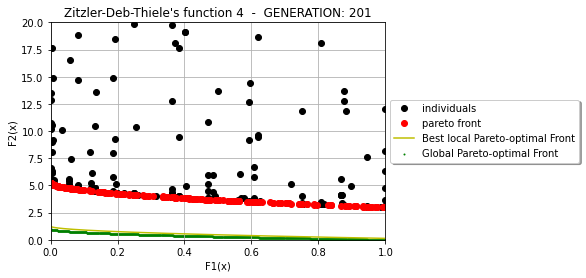 Zitzler-Deb-Thiele's function 4  -  GENERATION: 201
20.0
17.5
15.0
12.5
10.0
7.5
5.0
2.5
0.0
F2(x)
0.0 0.2 0.4 0.6 0.8 1.0
F1(x)
individuals
pareto front
Best local Pareto-optimal Front
Global Pareto-optimal Front